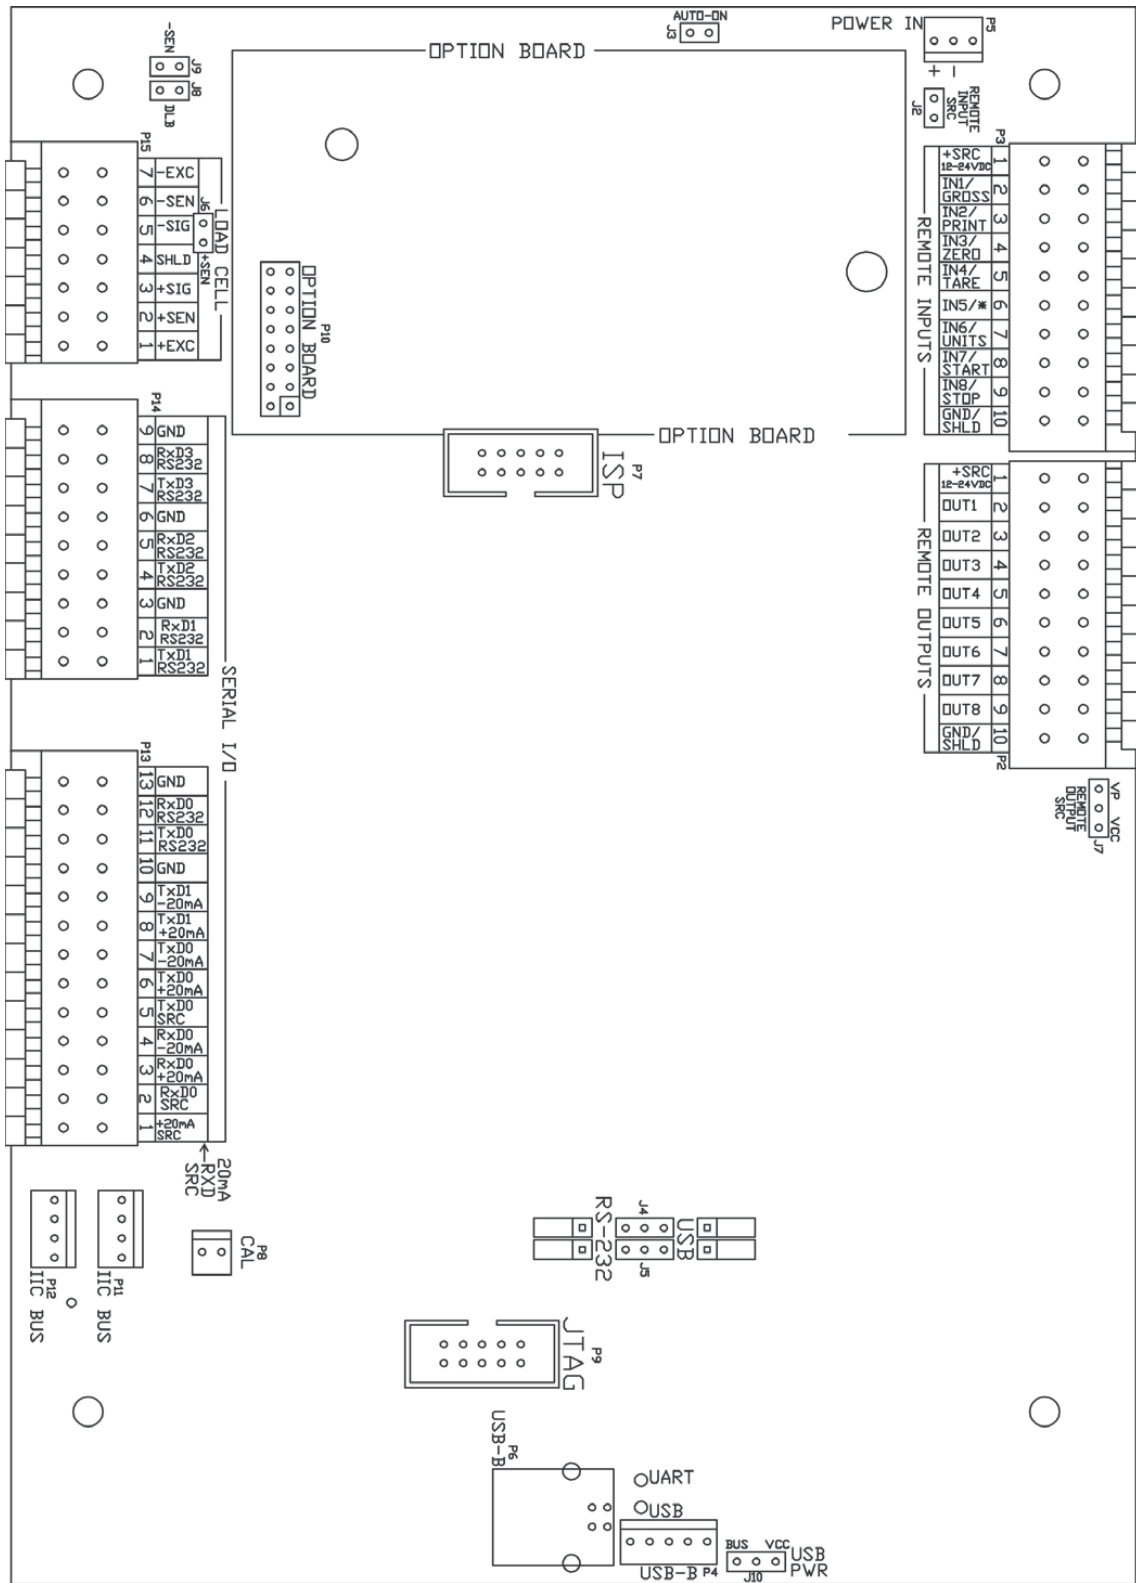 AUTO-ON
J3
POWER IN
P5
+ -
OPTION BOARD
-SEN
J9
J8
DLB
J2
REMOTE
INPUT
SRC
P15
7 -EXC
6 -SEN
5 -SIG
4 SHLD
3 +SIG
2 +SEN
1 +EXC
J6
+SEN
LOAD CELL
OPTION BOARD
P10
P3
+SRC
12-24VDC 1
IN1/
GROSS 2
IN2/
PRINT 3
IN3/
ZERO 4
IN4/
TARE 5
IN5/* 6
IN6/
UNITS 7
IN7/
START 8
IN8/
STOP 9
GND/
SHLD 10
REMOTE INPUTS
OPTION BOARD
P7
ISP
P14
9 GND
8 RxD3
RS232
7 TxD3
RS232
6 GND
5 RxD2
RS232
4 TxD2
RS232
3 GND
2 RxD1
RS232
1 TxD1
RS232
SERIAL I/O
+SRC
12-24VDC 1
OUT1 2
OUT2 3
OUT3 4
OUT4 5
OUT5 6
OUT6 7
OUT7 8
OUT8 9
GND/
SHLD 10
P2
REMOTE OUTPUTS
VP VCC
J7
REMOTE
OUTPUT
SRC
P13
13 GND
12 RxD0
RS232
11 TxD0
RS232
10 GND
9 TxD1
-20mA
8 TxD1
+20mA
7 TxD0
-20mA
6 TxD0
+20mA
5 TxD0
SRC
4 RxD0
-20mA
3 RxD0
+20mA
2 RxD0
SRC
1 +20mA
SRC
20mA
RXD
SRC
P12
IIC BUS
P11
IIC BUS
P8
CAL
RS-232
J4
J5
USB
P9
JTAG
P6
USB-B
UART
USB
USB-B P4
BUS VCC
J10
USB
PWR